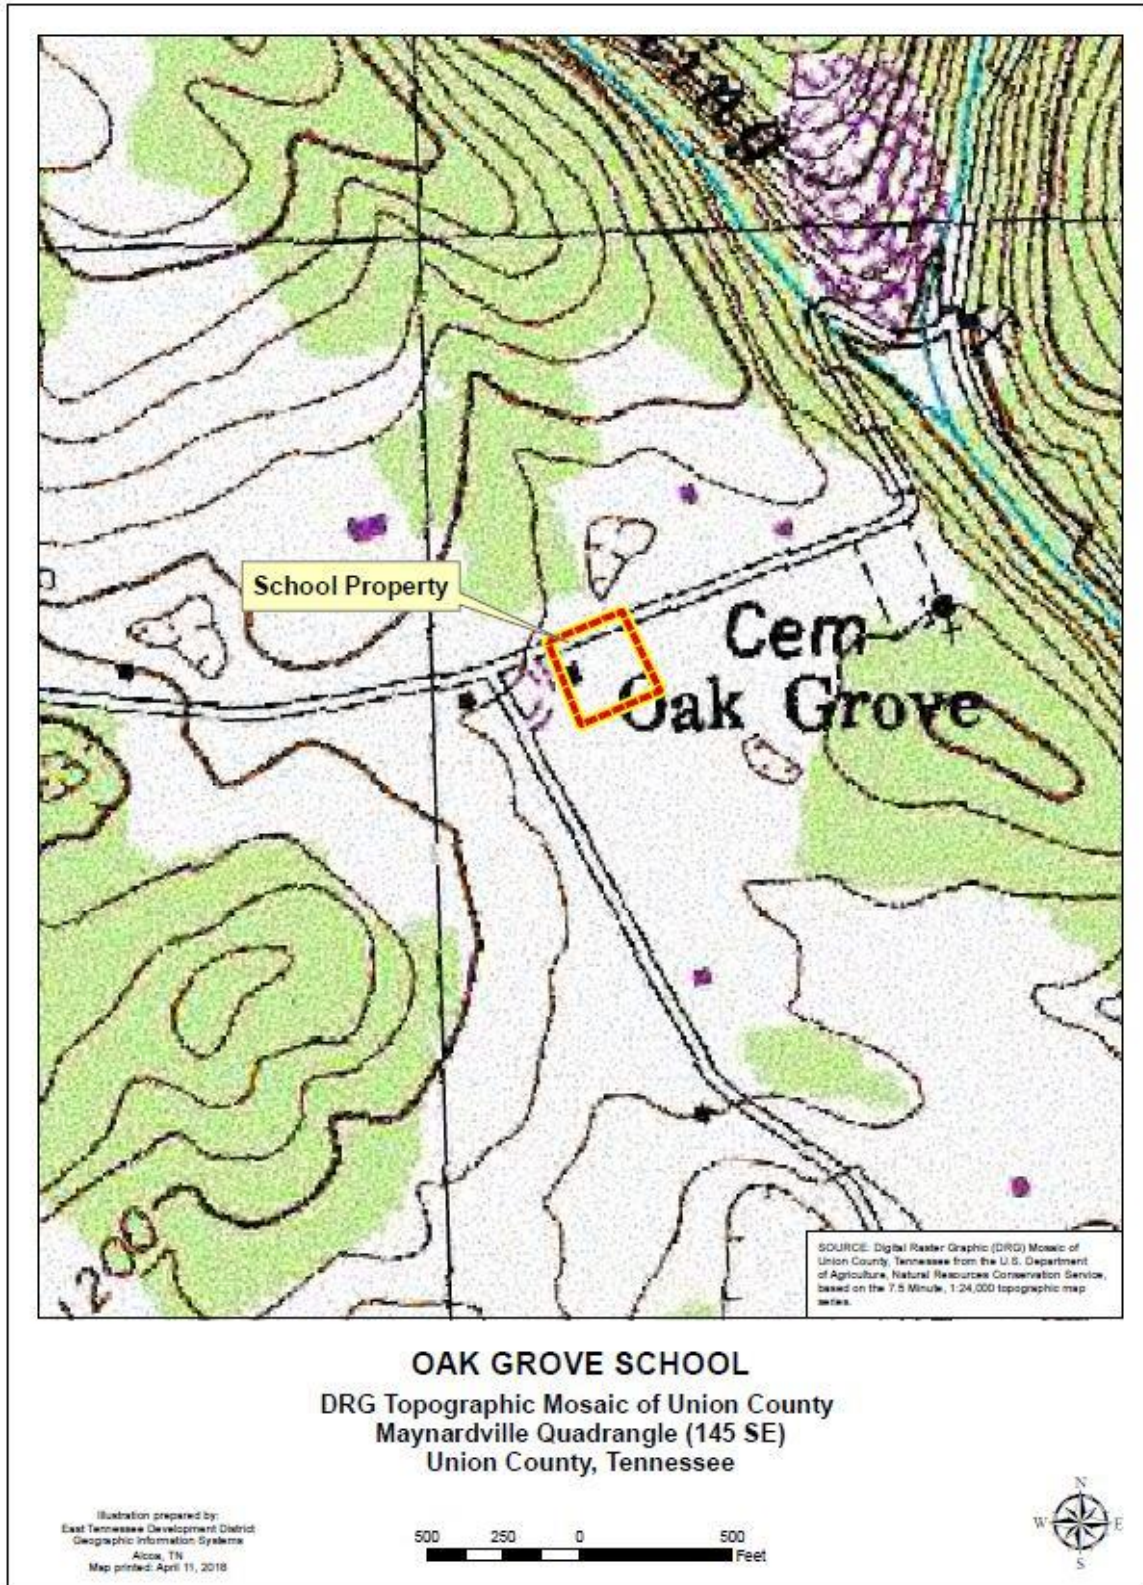 School Property
Cem
Oak Grove
1200
SOURCE: Digital Raster Graphic (DRG) Mosaic of
Union County, Tennessee from the U.S. Department
of Agriculture, Natural Resources Conservation Service,
based on the 7.5 Minute, 1:24,000 topographic map
series.
OAK GROVE SCHOOL
DRG Topographic Mosaic of Union County
Maynardville Quadrangle (145 SE)
Union County, Tennessee
Illustration prepared by:
East Tennessee Development District
Geographic Information Systems
Alcoa, TN
Map printed: April 11, 2018
500 250 0 500
Feet
N
W E
S